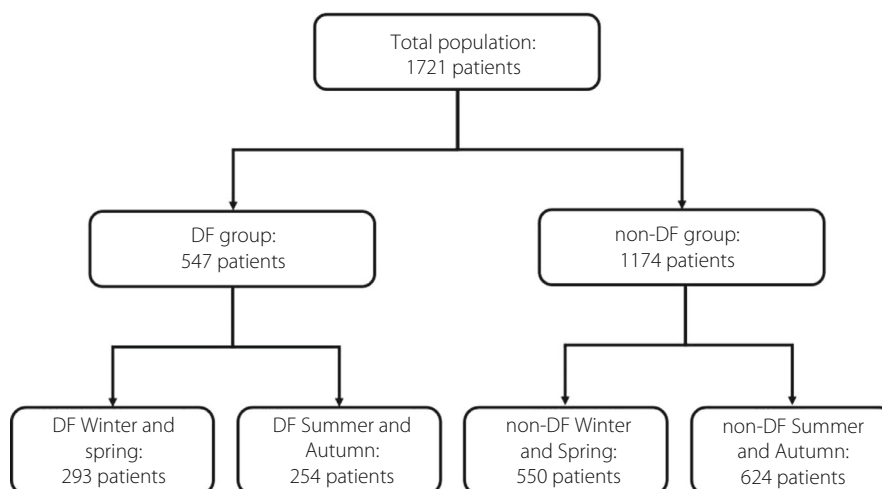 Total population:
1721 patients
DF group:
547 patients
non-DF group:
1174 patients
DF Winter and
spring:
293 patients
DF Summer and
Autumn:
254 patients
non-DF Winter
and Spring:
550 patients
non-DF Summer
and Autumn:
624 patients